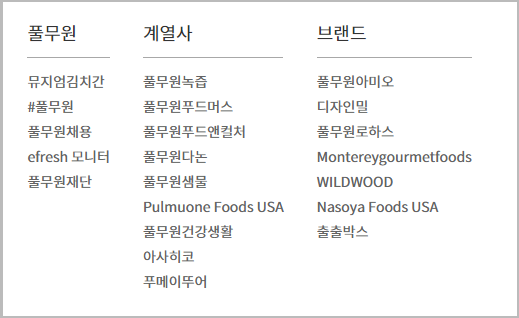 풀무원
뮤지엄김치간
#풀무원
풀무원채용
efresh 모니터
풀무원재단
계열사
풀무원녹즙
풀무원푸드머스
풀무원푸드앤컬처
풀무원다논
풀무원샘물
Pulmuone Foods USA
풀무원건강생활
아사히코
푸메이뚜어
브랜드
풀무원아미오
디자인밀
풀무원로하스
Montereygourmetfoods
WILDWOOD
Nasoya Foods USA
출출박스